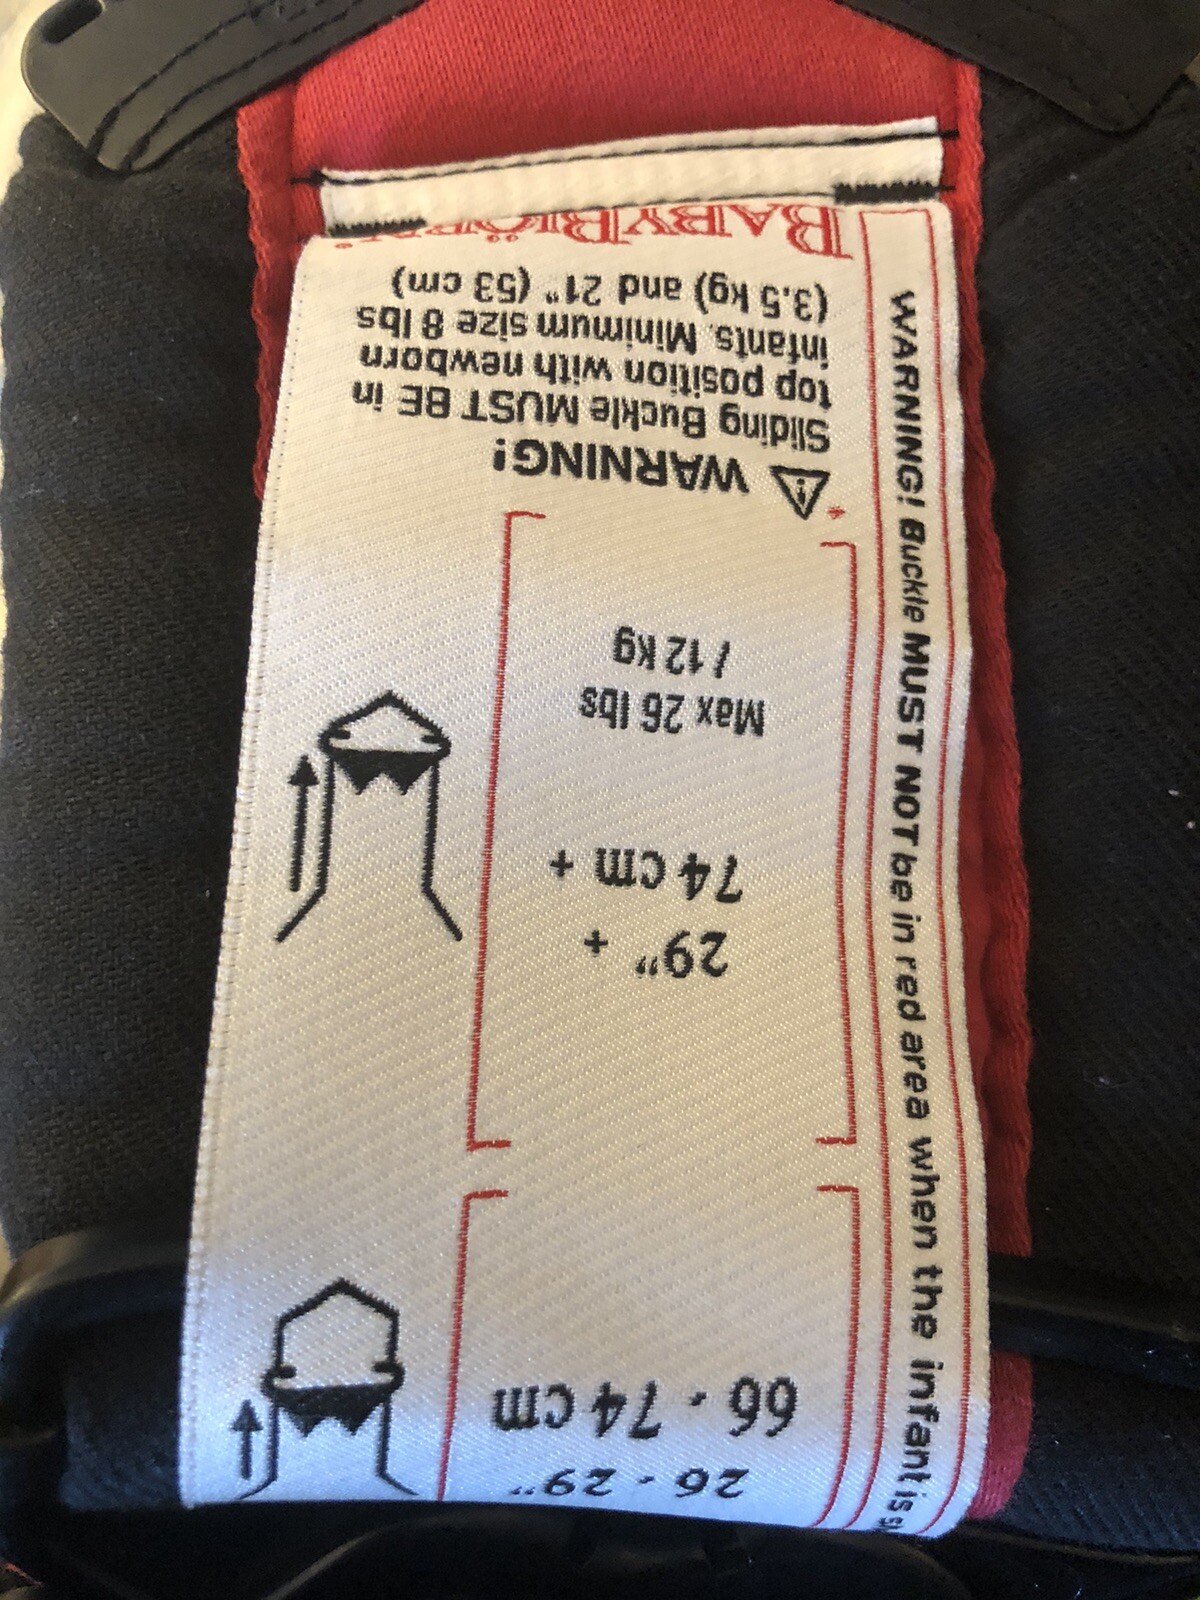 26 - 29"
66 - 74 cm
29" +
74 cm +
Max 26 lbs
/ 12 kg
* WARNING!
Sliding Buckle MUST BE in
top position with newborn
infants. Minimum size 8 lbs
(3.5 kg) and 21" (53 cm)
BABYBJÖRN
WARNING! Buckle MUST NOT be in red area when the infant is